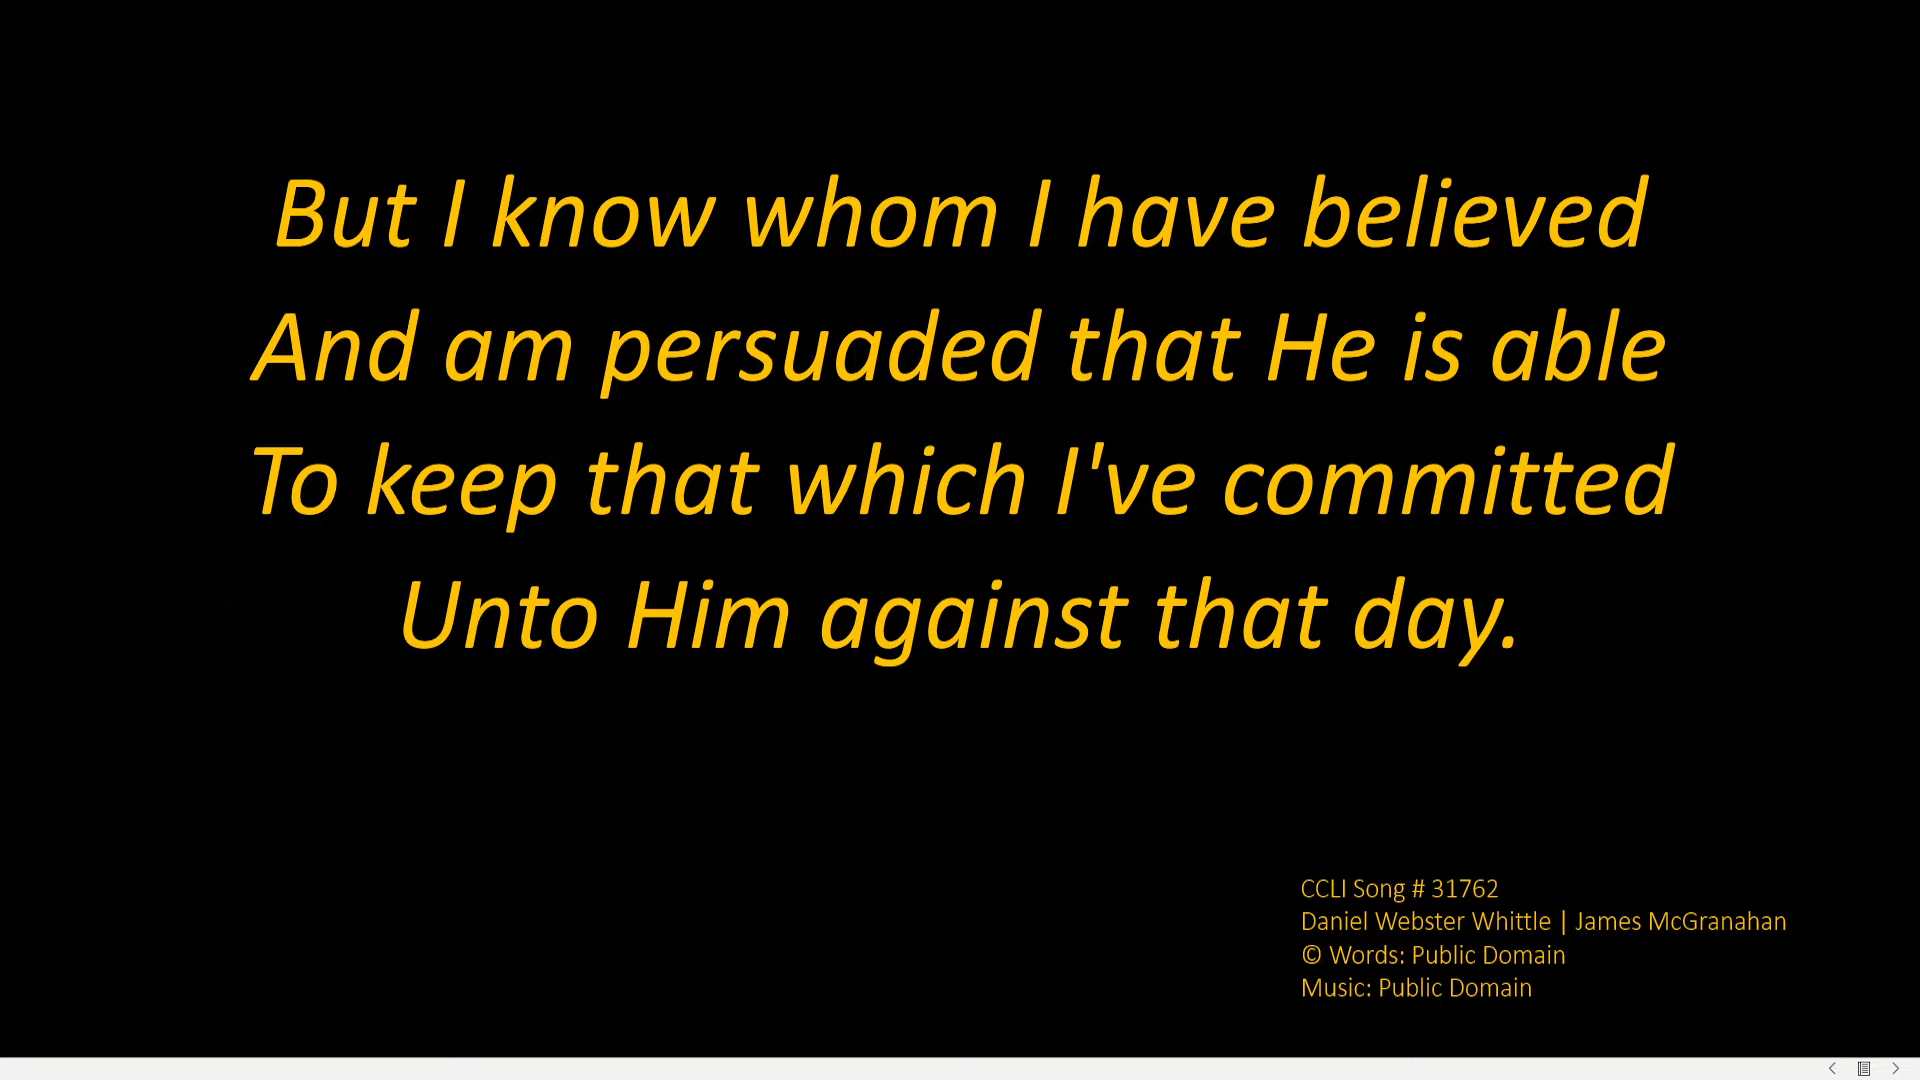 But I know whom I have believed
And am persuaded that He is able
To keep that which I've committed
Unto Him against that day.
CCLI Song # 31762
Daniel Webster Whittle | James McGranahan
© Words: Public Domain
Music: Public Domain